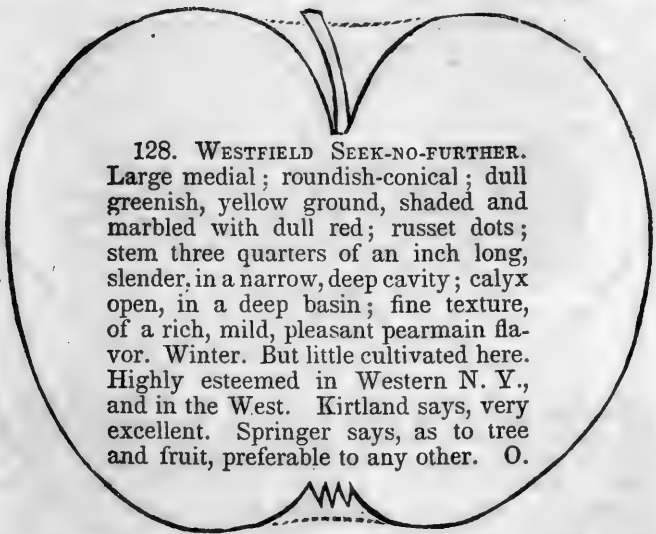 128. WESTFIELD SEEK-NO-FURTHER.
Large medial; roundish-conical; dull
greenish, yellow ground, shaded and
marbled with dull red; russet dots;
stem three quarters of an inch long,
slender, in a narrow, deep cavity; calyx
open, in a deep basin; fine texture,
of a rich, mild, pleasant pearmain fla-
vor. Winter. But little cultivated here.
Highly esteemed in Western N. Y.,
and in the West. Kirtland says, very
excellent. Springer says, as to tree
and fruit, preferable to any other. O.